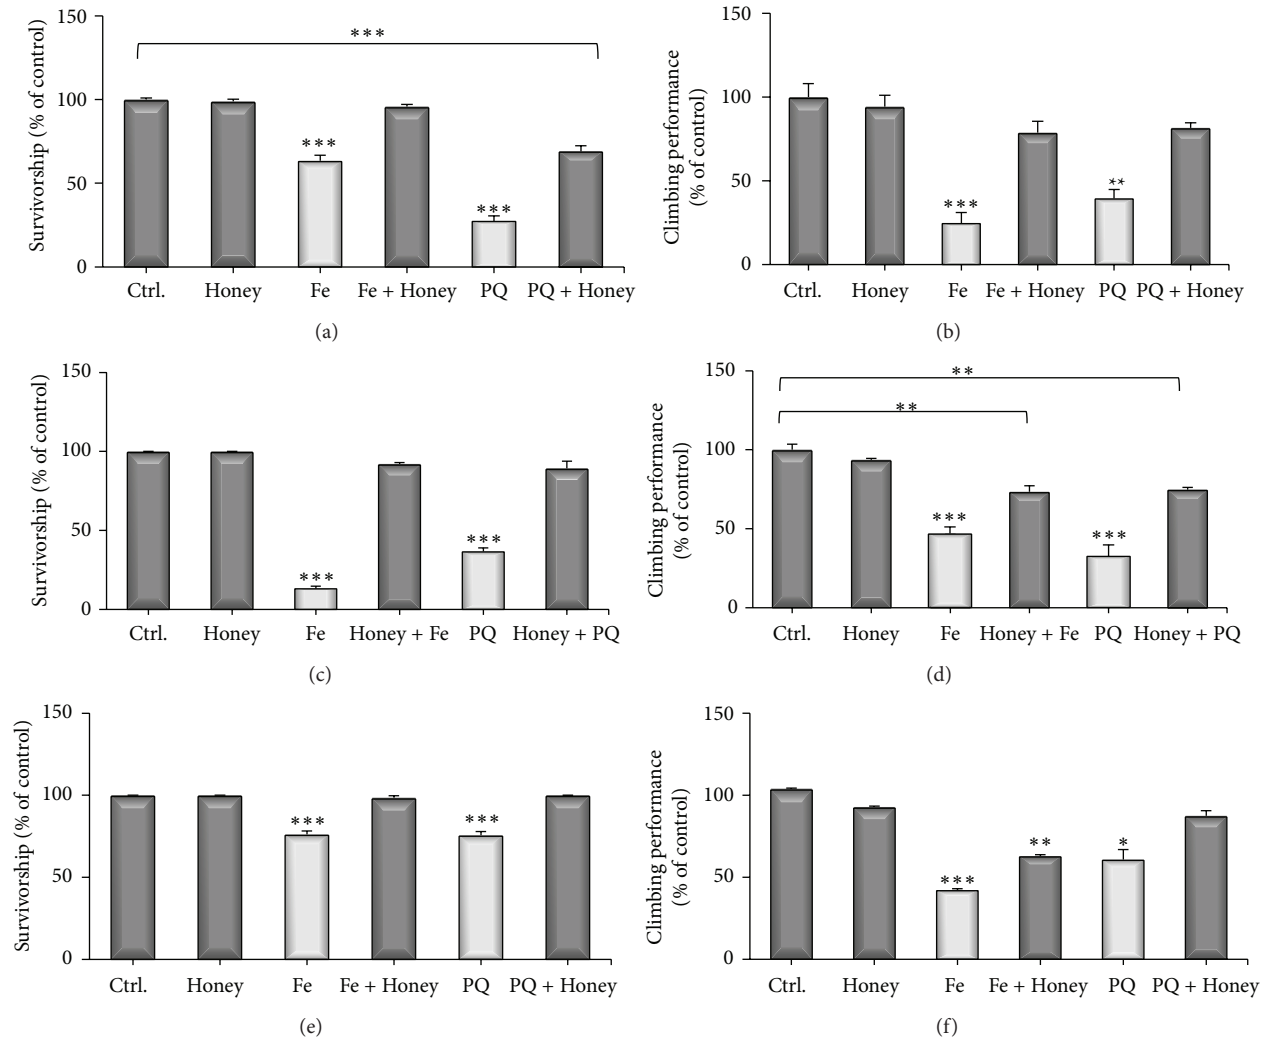 150
100
50
0
Survivorship (% of control)
***
***
***
Ctrl.
Honey
Fe
Fe + Honey
PQ
PQ + Honey
(a)
150
100
50
0
Climbing performance
(% of control)
***
**
Ctrl.
Honey
Fe
Fe + Honey
PQ
PQ + Honey
(b)
150
100
50
0
Survivorship (% of control)
***
***
Ctrl.
Honey
Fe
Honey + Fe
PQ
Honey + PQ
(c)
150
100
50
0
Climbing performance
(% of control)
**
**
***
***
Ctrl.
Honey
Fe
Honey + Fe
PQ
Honey + PQ
(d)
150
100
50
0
Survivorship (% of control)
***
***
Ctrl.
Honey
Fe
Fe + Honey
PQ
PQ + Honey
(e)
150
100
50
0
Climbing performance
(% of control)
***
**
*
Ctrl.
Honey
Fe
Fe + Honey
PQ
PQ + Honey
(f)